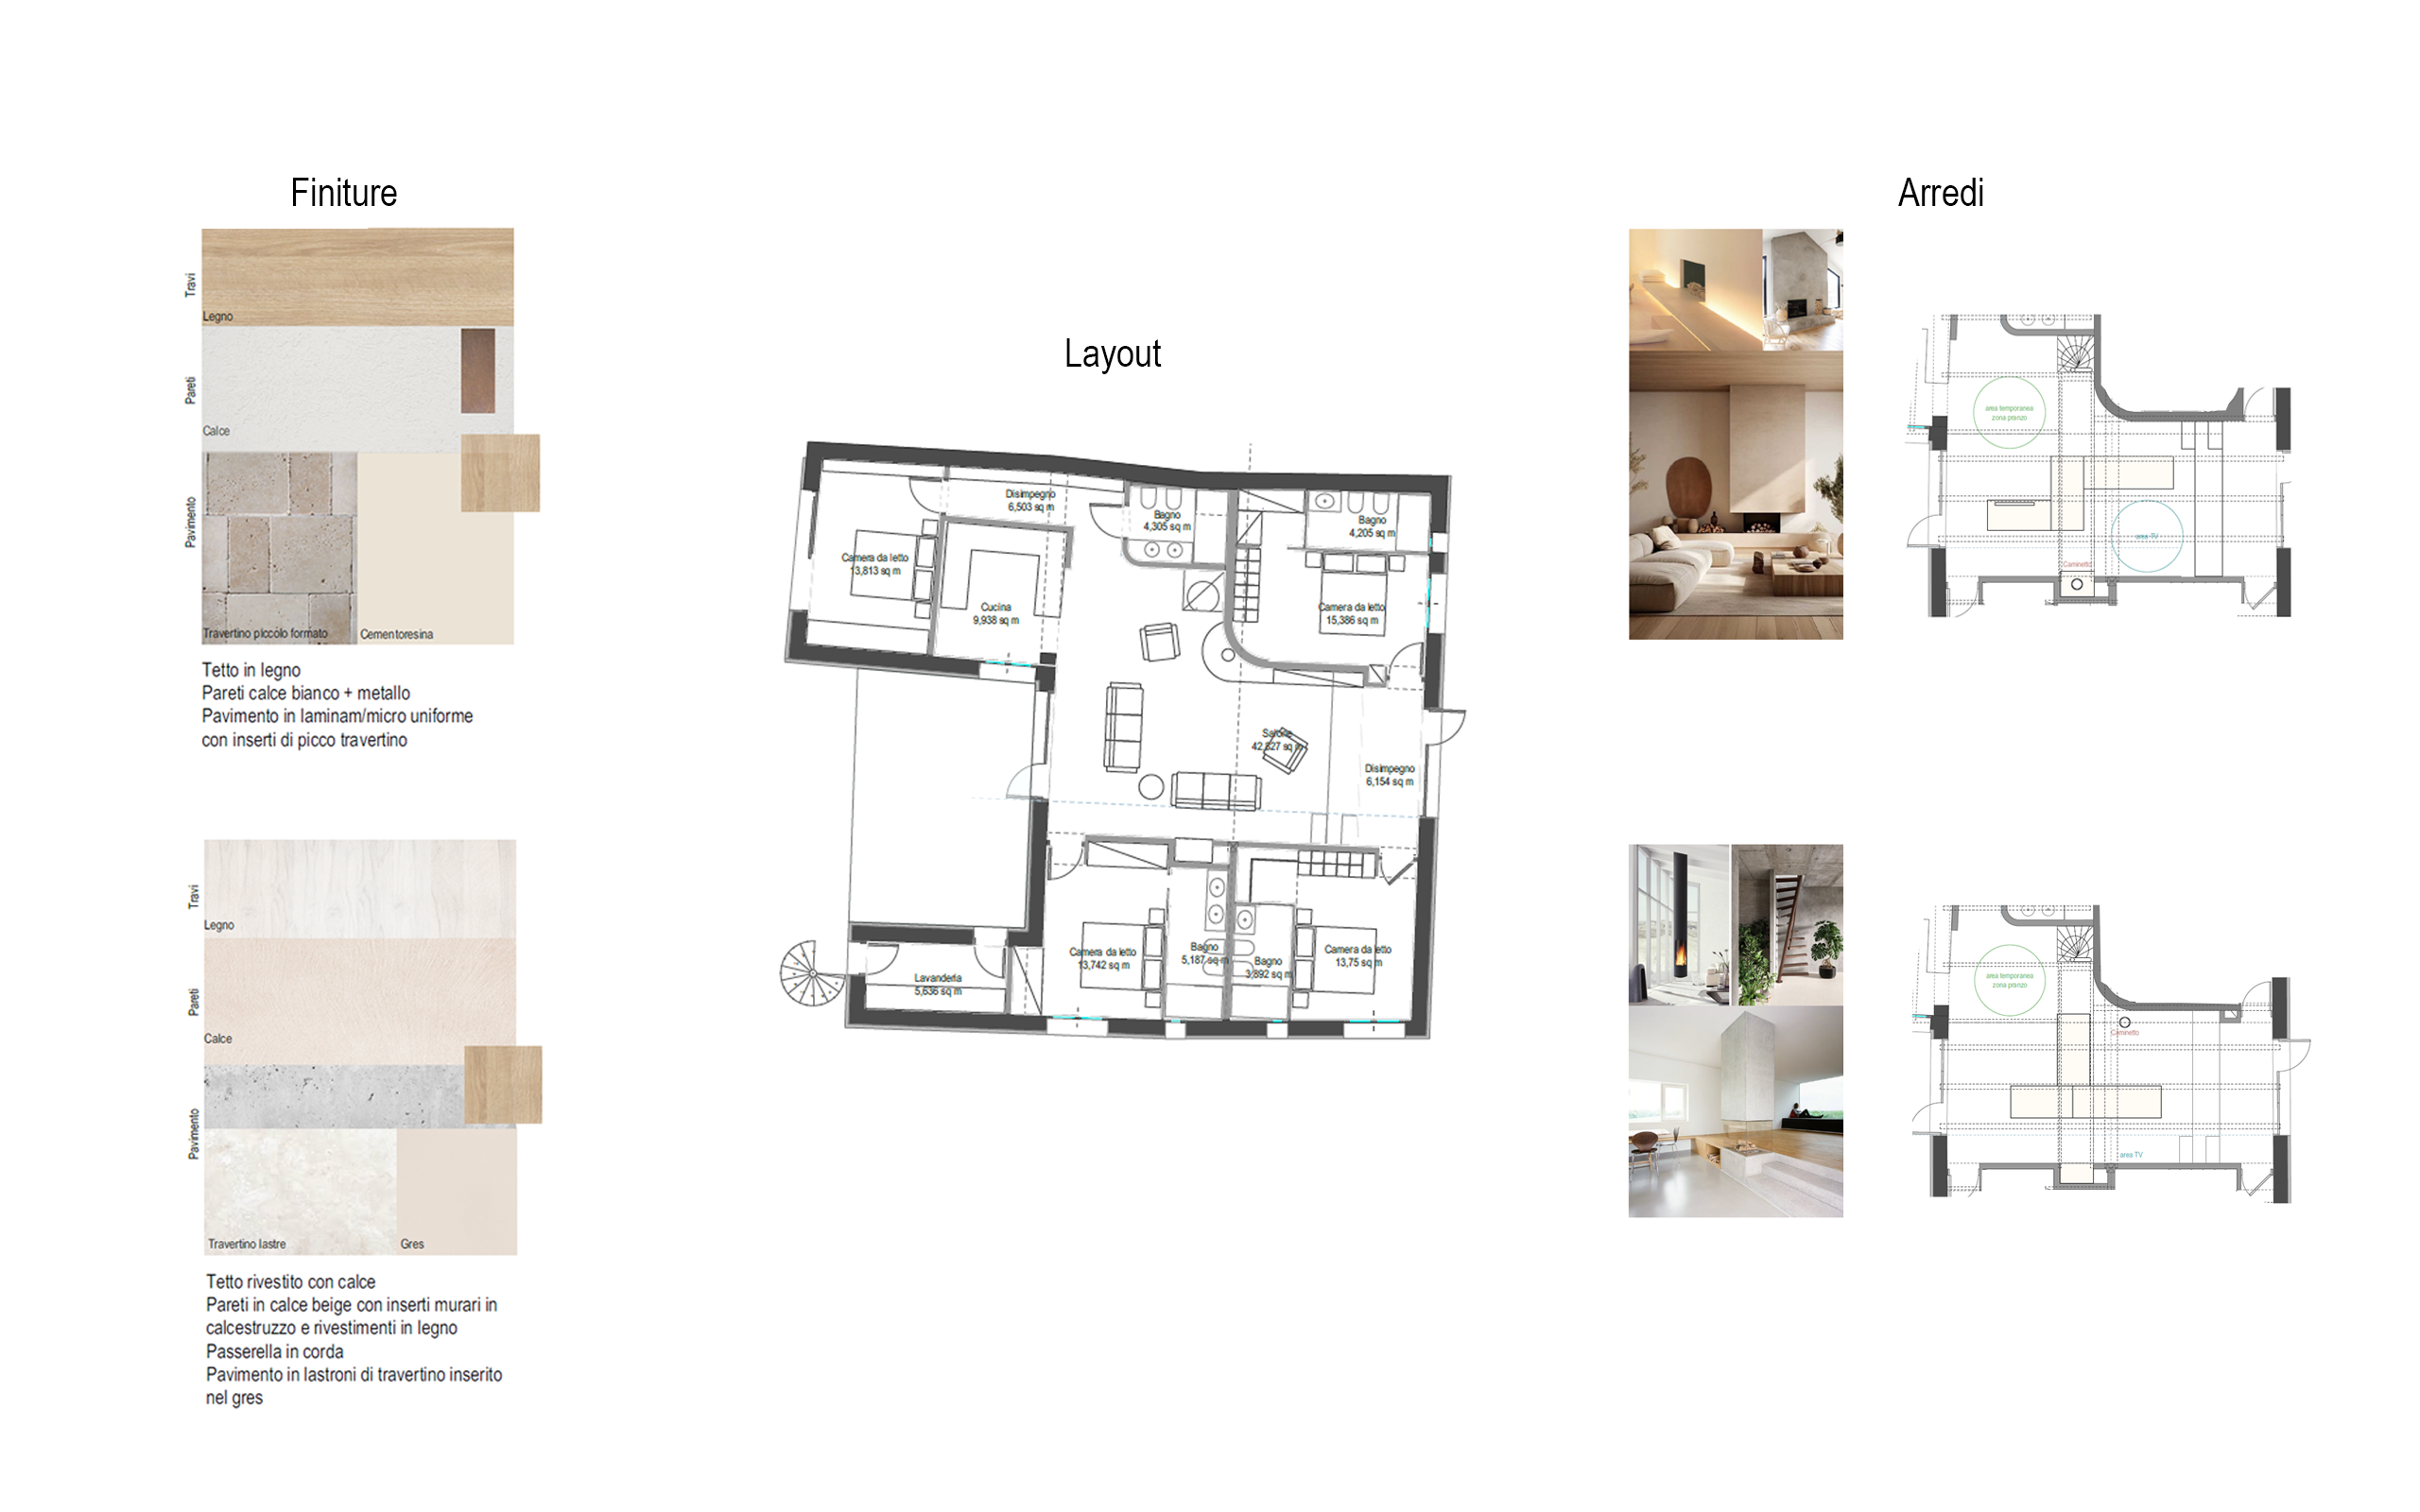 Finiture
Travi
Legno
Pareti
Calce
Pavimento
Travertino piccolo formato
Cementoresina
Tetto in legno
Pareti calce bianco + metallo
Pavimento in laminam/micro uniforme
con inserti di picco travertino
Travi
Legno
Pareti
Calce
Pavimento
Travertino lastre
Gres
Tetto rivestito con calce
Pareti in calce beige con inserti murari in
calcestruzzo e rivestimenti in legno
Passerella in corda
Pavimento in lastroni di travertino inserito
nel gres
Layout
Disimpegno
6,503 sq m
Bagno
4,305 sq m
Bagno
4,205 sq m
Camera da letto
13,813 sq m
Cucina
9,938 sq m
Camera da letto
15,386 sq m
Salone
42,827 sq m
Disimpegno
6,154 sq m
Camera da letto
13,742 sq m
Bagno
5,187 sq m
Bagno
3,892 sq m
Camera da letto
13,75 sq m
Lavanderia
5,636 sq m
Arredi
area temporanea
zona pranzo
area TV
Caminetto
area temporanea
zona pranzo
Caminetto
area TV